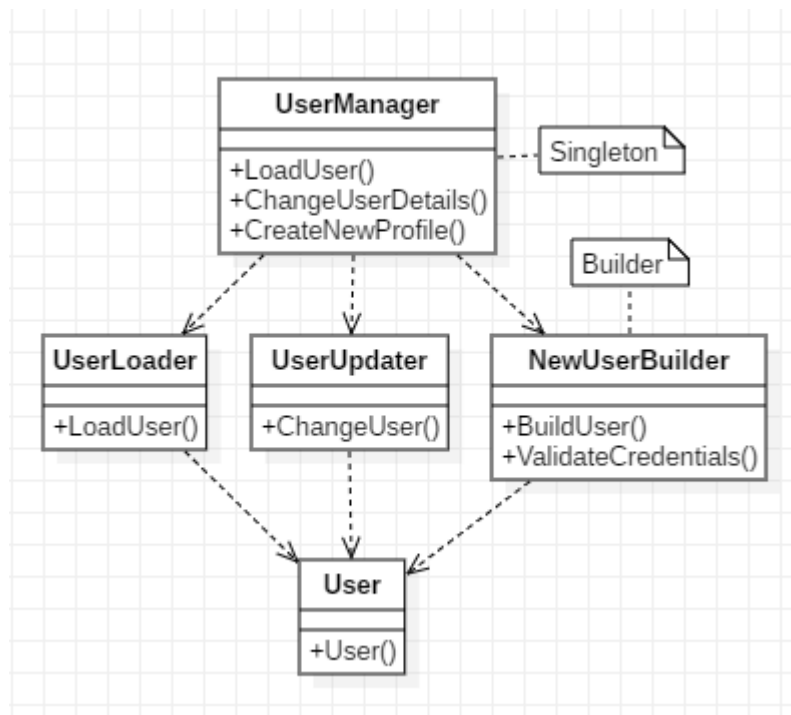 UserManager
+LoadUser()
+ChangeUserDetails()
+CreateNewProfile()
Singleton
Builder
UserLoader
+LoadUser()
UserUpdater
+ChangeUser()
NewUserBuilder
+BuildUser()
+ValidateCredentials()
User
+User()